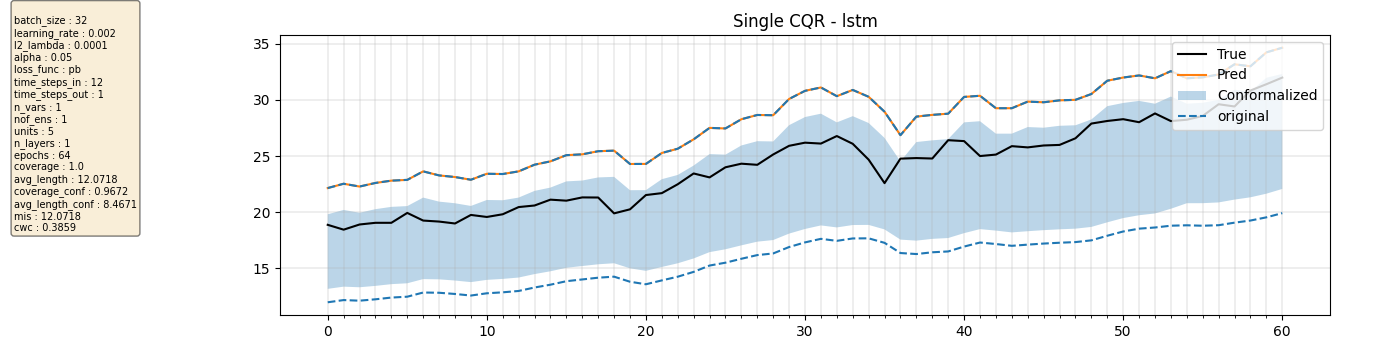 batch_size : 32
learning_rate : 0.002
l2_lambda : 0.0001
alpha : 0.05
loss_func : pb
time_steps_in : 12
time_steps_out : 1
n_vars : 1
nof_ens : 1
units : 5
n_layers : 1
epochs : 64
coverage : 1.0
avg_length : 12.0718
coverage_conf : 0.9672
avg_length_conf : 8.4671
mis : 12.0718
cwc : 0.3859
Single CQR - lstm
35
30
25
20
15
True
Pred
Conformalized
original
0 10 20 30 40 50 60